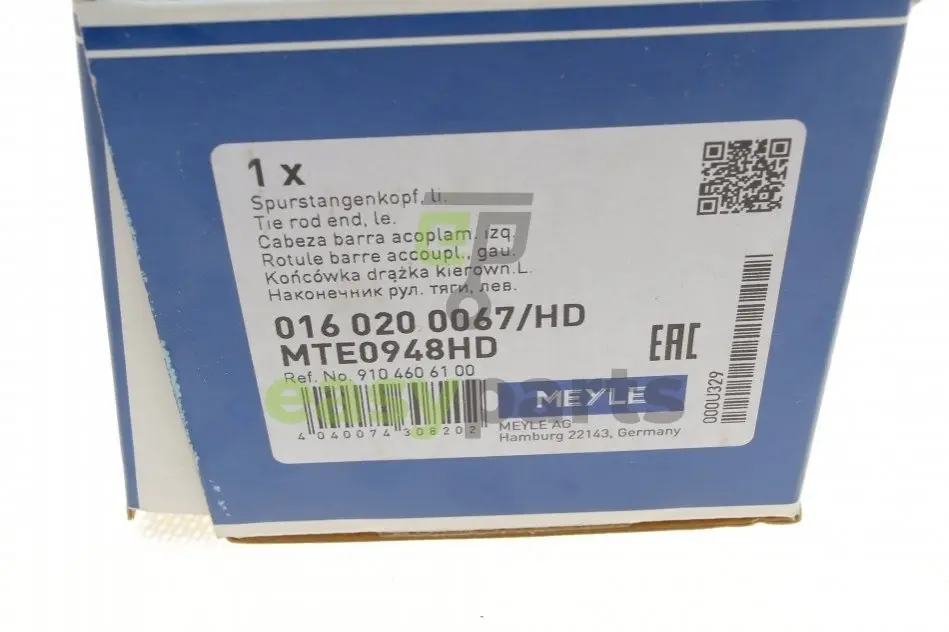 1 x
Spurstangenkopf, li.
Tie rod end, le.
Cabeza barra acoplam. izq.
Rotule barre accoupl., gau.
Końcówka drążka kierown.L.
Наконечник рул. тяги, лев.
016 020 0067/HD
MTE0948HD
EAC
Ref. No. 910 460 61 00
MEYLE
4 040074 308202
MEYLE AG
Hamburg 22143, Germany
000U329
easyparts